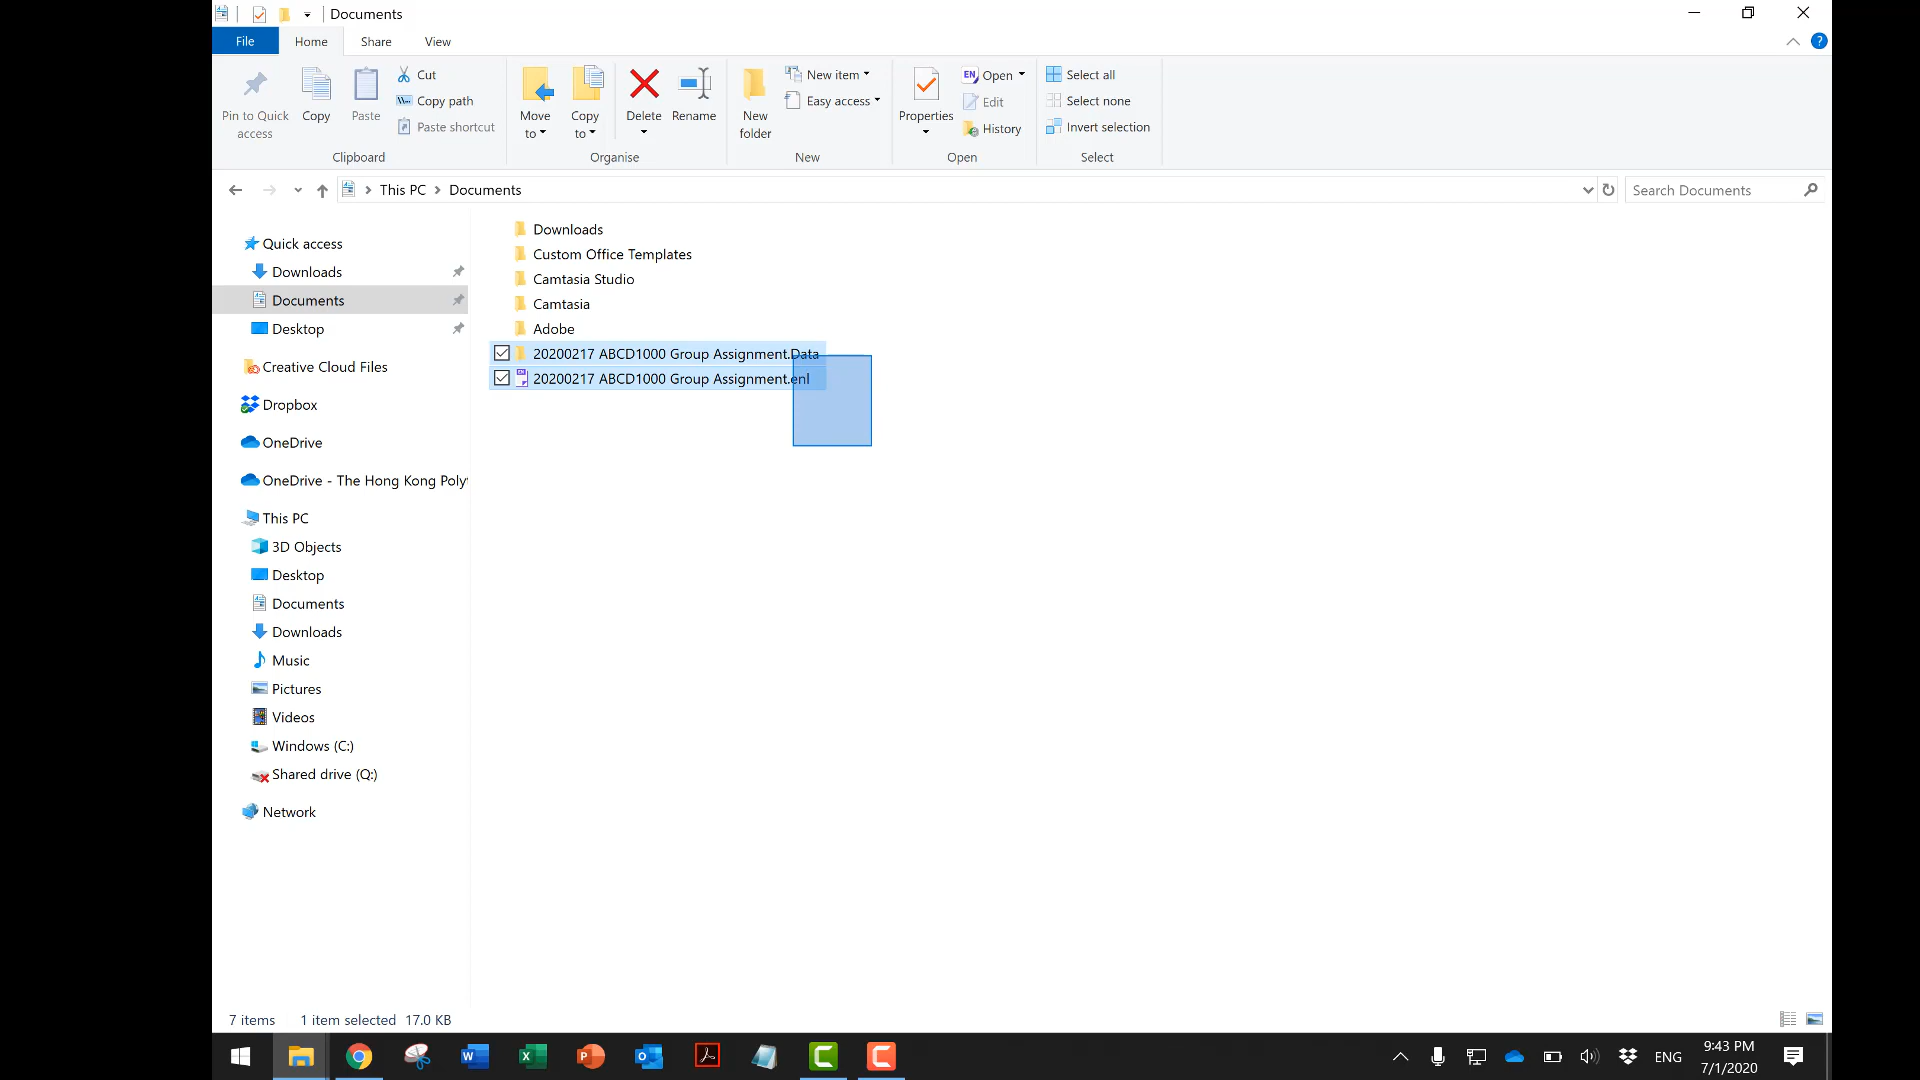 Documents
File Home Share View
Pin to Quick access
Copy
Paste
Cut
Copy path
Paste shortcut
Clipboard
Move to
Copy to
Delete
Rename
Organise
New folder
New item
Easy access
New
Properties
Open
Edit
History
Open
Select all
Select none
Invert selection
Select
This PC > Documents
Search Documents
Quick access
Downloads
Documents
Desktop
Creative Cloud Files
Dropbox
OneDrive
OneDrive - The Hong Kong Poly
This PC
3D Objects
Desktop
Documents
Downloads
Music
Pictures
Videos
Windows (C:)
Shared drive (Q:)
Network
Downloads
Custom Office Templates
Camtasia Studio
Camtasia
Adobe
20200217 ABCD1000 Group Assignment.Data
20200217 ABCD1000 Group Assignment.enl
7 items 1 item selected 17.0 KB
ENG
9:43 PM
7/1/2020